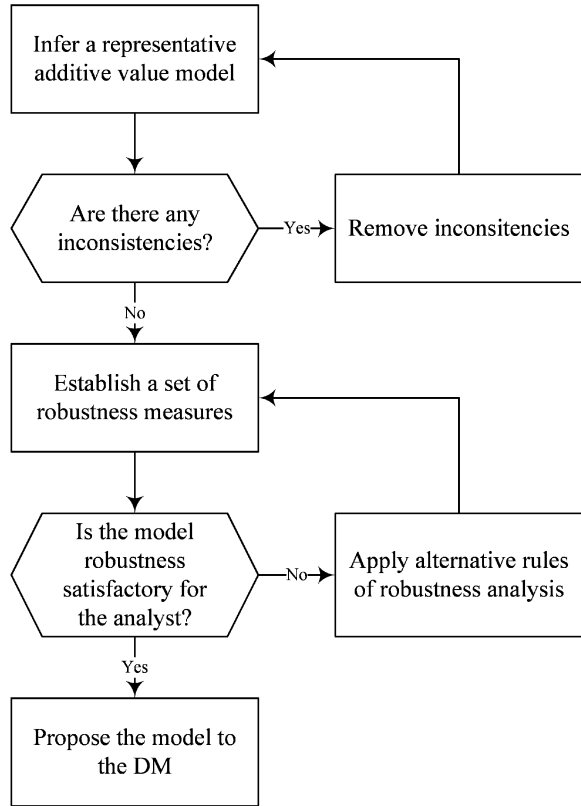 Infer a representative
additive value model
Are there any
inconsistencies?
Yes
Remove inconsitencies
No
Establish a set of
robustness measures
Is the model
robustness
satisfactory for
the analyst?
No
Apply alternative rules
of robustness analysis
Yes
Propose the model to
the DM